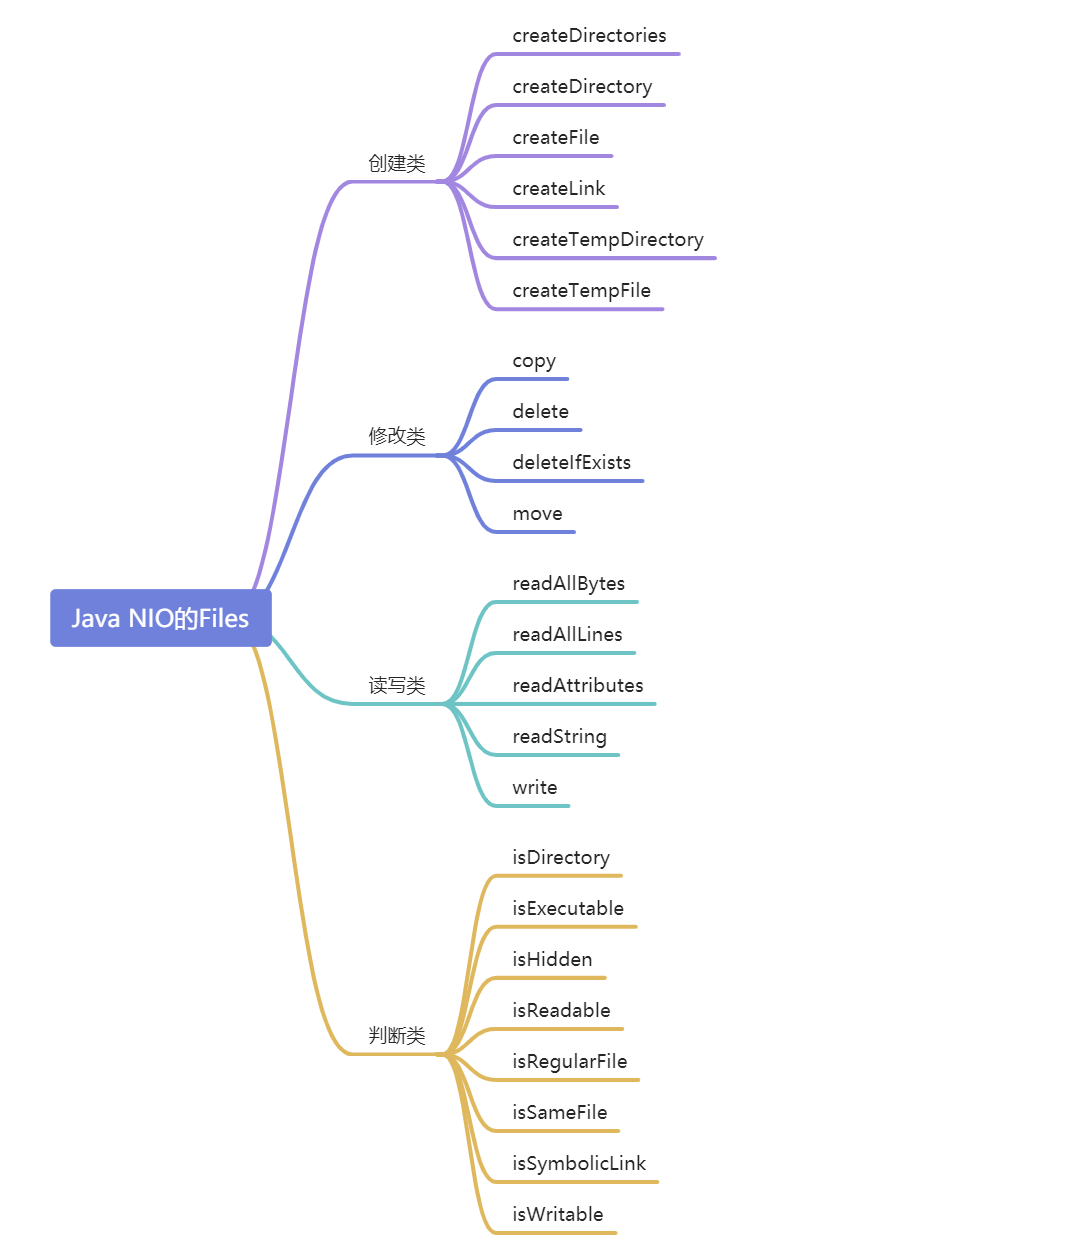 Java NIO的Files
创建类
createDirectories
createDirectory
createFile
createLink
createTempDirectory
createTempFile
修改类
copy
delete
deleteIfExists
move
读写类
readAllBytes
readAllLines
readAttributes
readString
write
判断类
isDirectory
isExecutable
isHidden
isReadable
isRegularFile
isSameFile
isSymbolicLink
isWritable